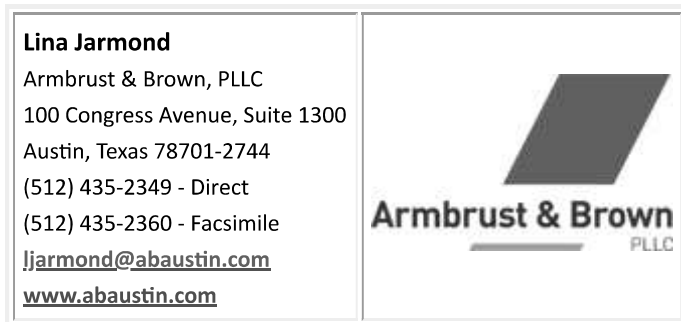 Lina Jarmond
Armbrust & Brown, PLLC
100 Congress Avenue, Suite 1300
Austin, Texas 78701-2744
(512) 435-2349 - Direct
(512) 435-2360 - Facsimile
ljarmond@abaustin.com
www.abaustin.com
Armbrust & Brown
PLLC